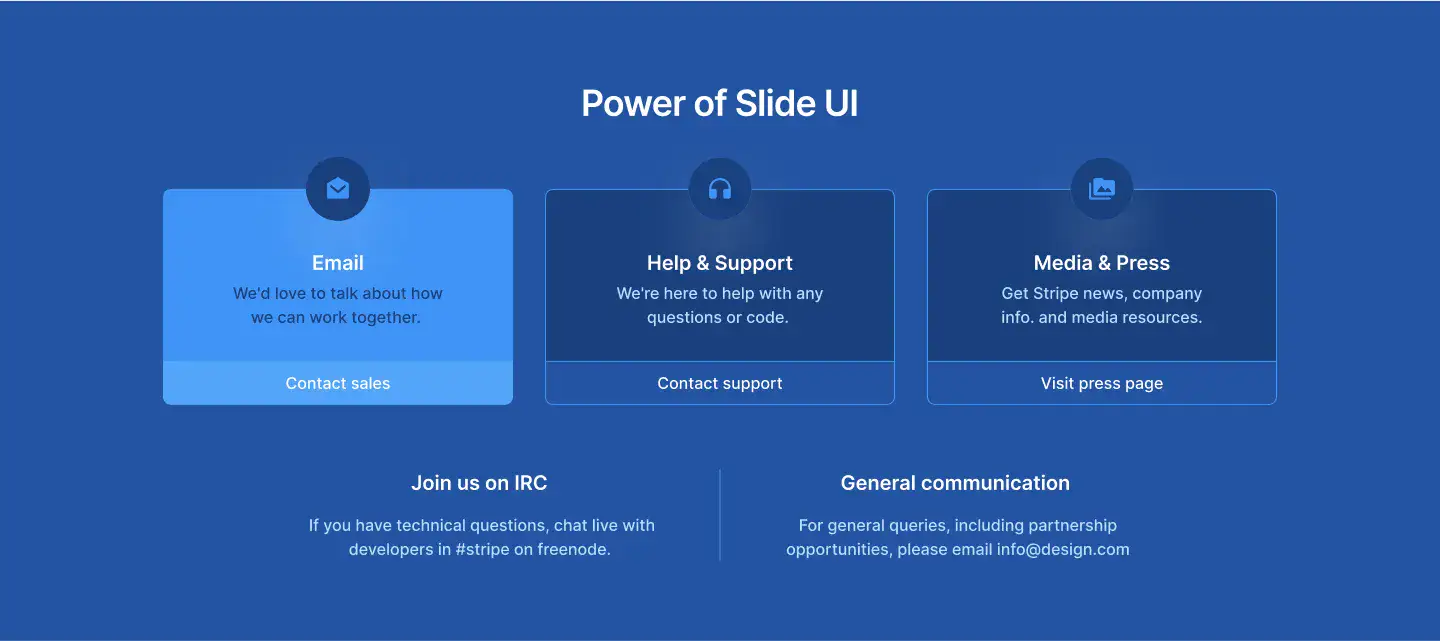 Power of Slide UI
Email
We'd love to talk about how
we can work together.
Contact sales
Help & Support
We're here to help with any
questions or code.
Contact support
Media & Press
Get Stripe news, company
info. and media resources.
Visit press page
Join us on IRC
If you have technical questions, chat live with
developers in #stripe on freenode.
General communication
For general queries, including partnership
opportunities, please email info@design.com